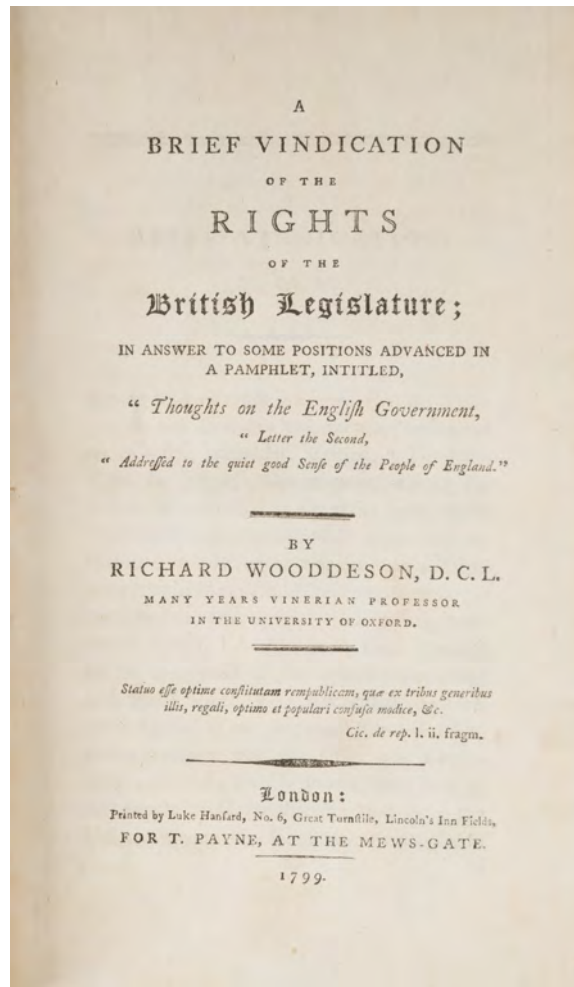 A
BRIEF VINDICATION
OF THE
RIGHTS
OF THE
British Legislature;
IN ANSWER TO SOME POSITIONS ADVANCED IN
A PAMPHLET, INTITLED,
“ Thoughts on the Engliſh Government,
“ Letter the Second,
“ Addreſſed to the quiet good Senſe of the People of England.”
BY
RICHARD WOODDESON, D. C. L.
MANY YEARS VINERIAN PROFESSOR
IN THE UNIVERSITY OF OXFORD.
Statuo eſſe optime conſtitutam rempublicam, quæ ex tribus generibus
illis, regali, optimo et populari confuſa modice, &c.
Cic. de rep. l. ii. fragm.
London:
Printed by Luke Hanſard, No. 6, Great Turnſtile, Lincoln's Inn Fields,
FOR T. PAYNE, AT THE MEWS-GATE.
1799.